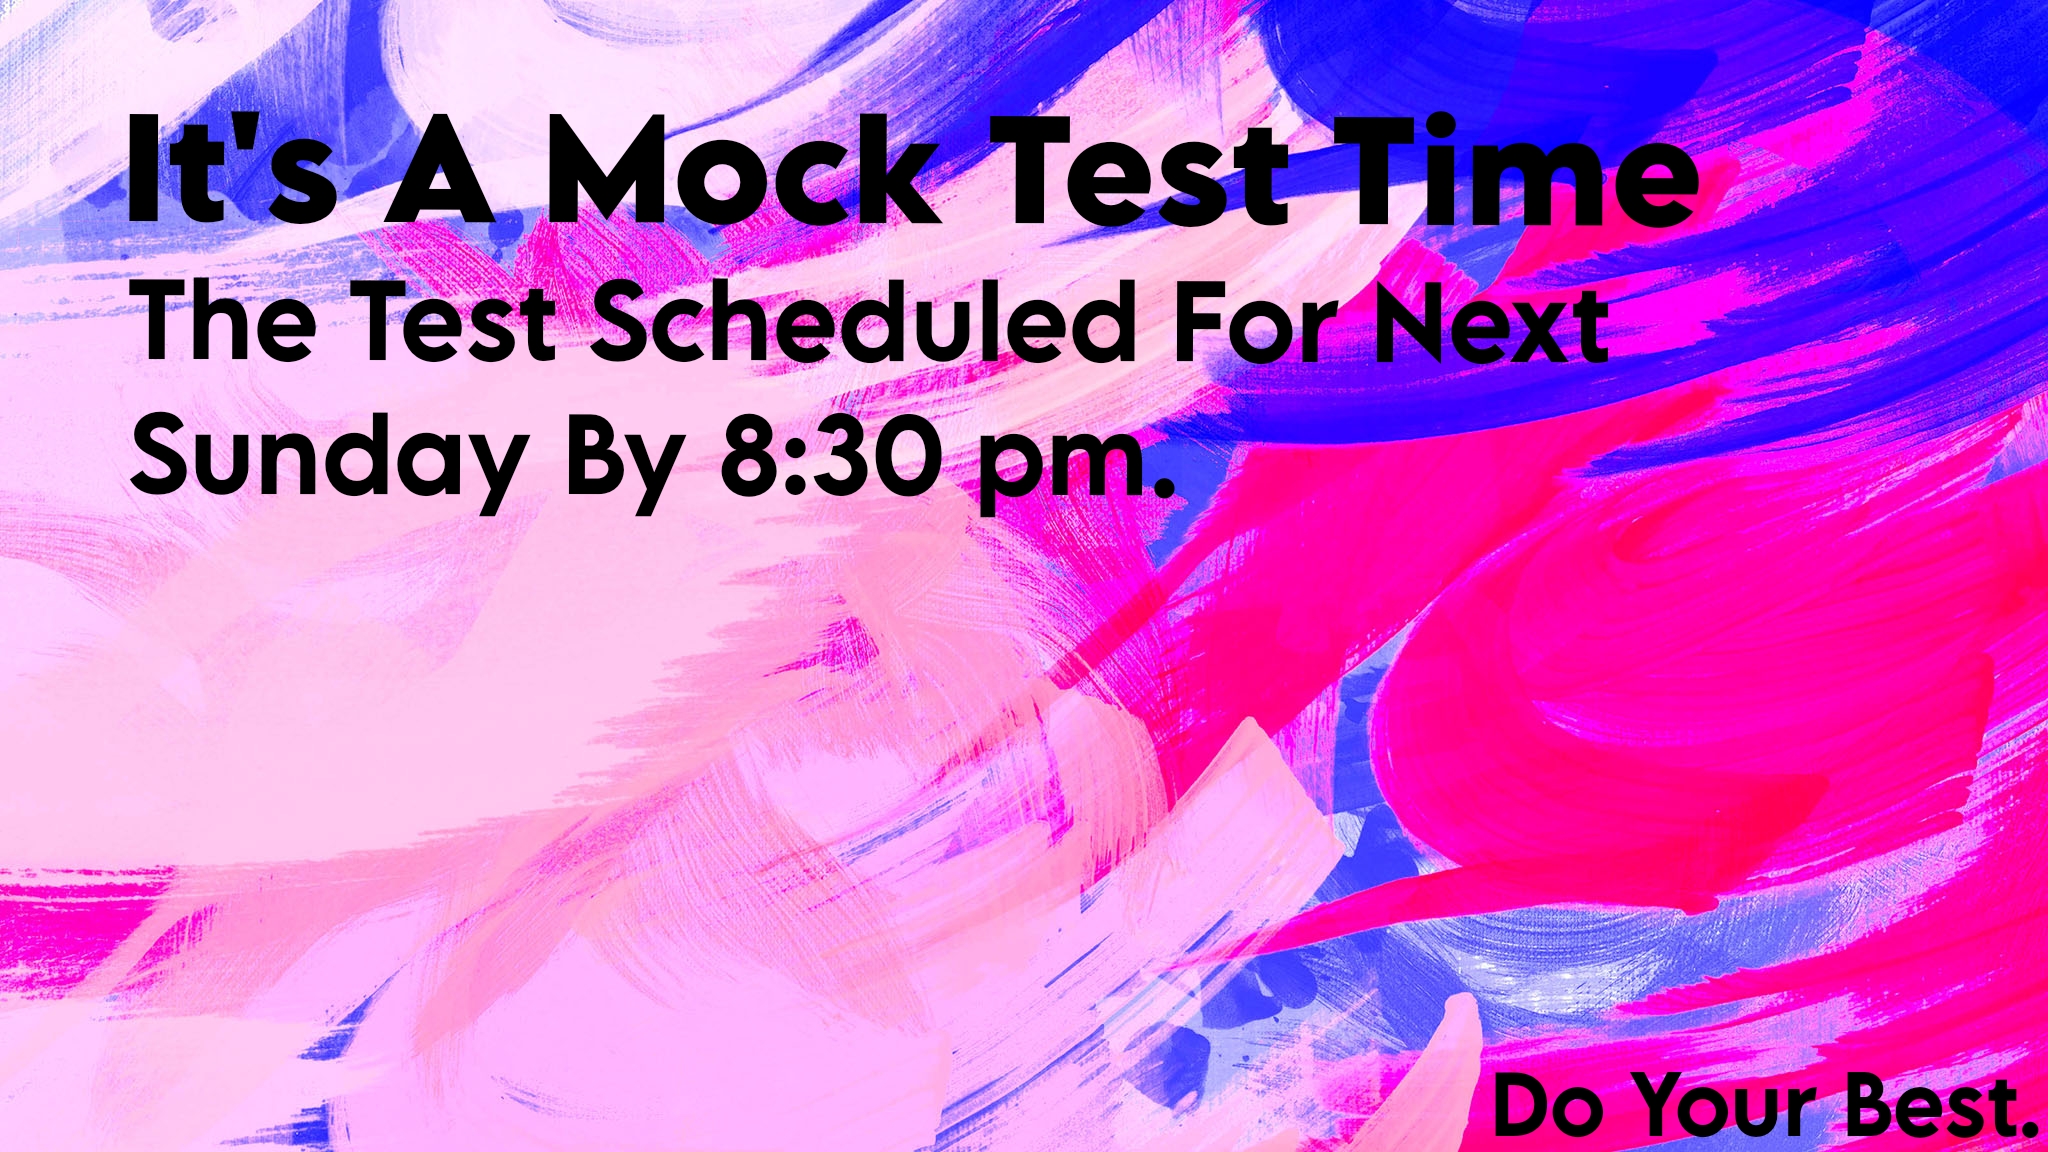 It's A Mock Test Time
The Test Scheduled For Next
Sunday By 8:30 pm.
Do Your Best.